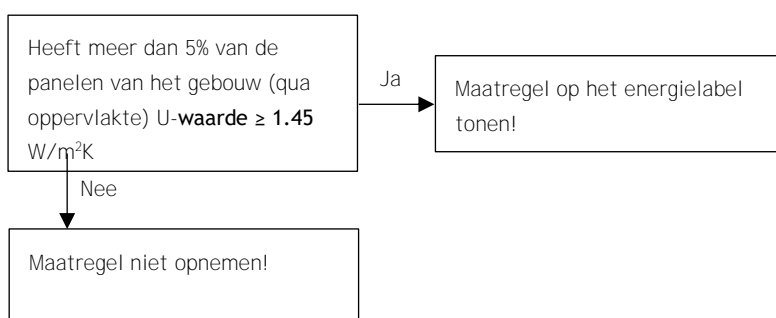 Heeft meer dan 5% van de
panelen van het gebouw (qua
oppervlakte) U-waarde ≥ 1.45
W/m²K
Ja
Maatregel op het energielabel
tonen!
Nee
Maatregel niet opnemen!